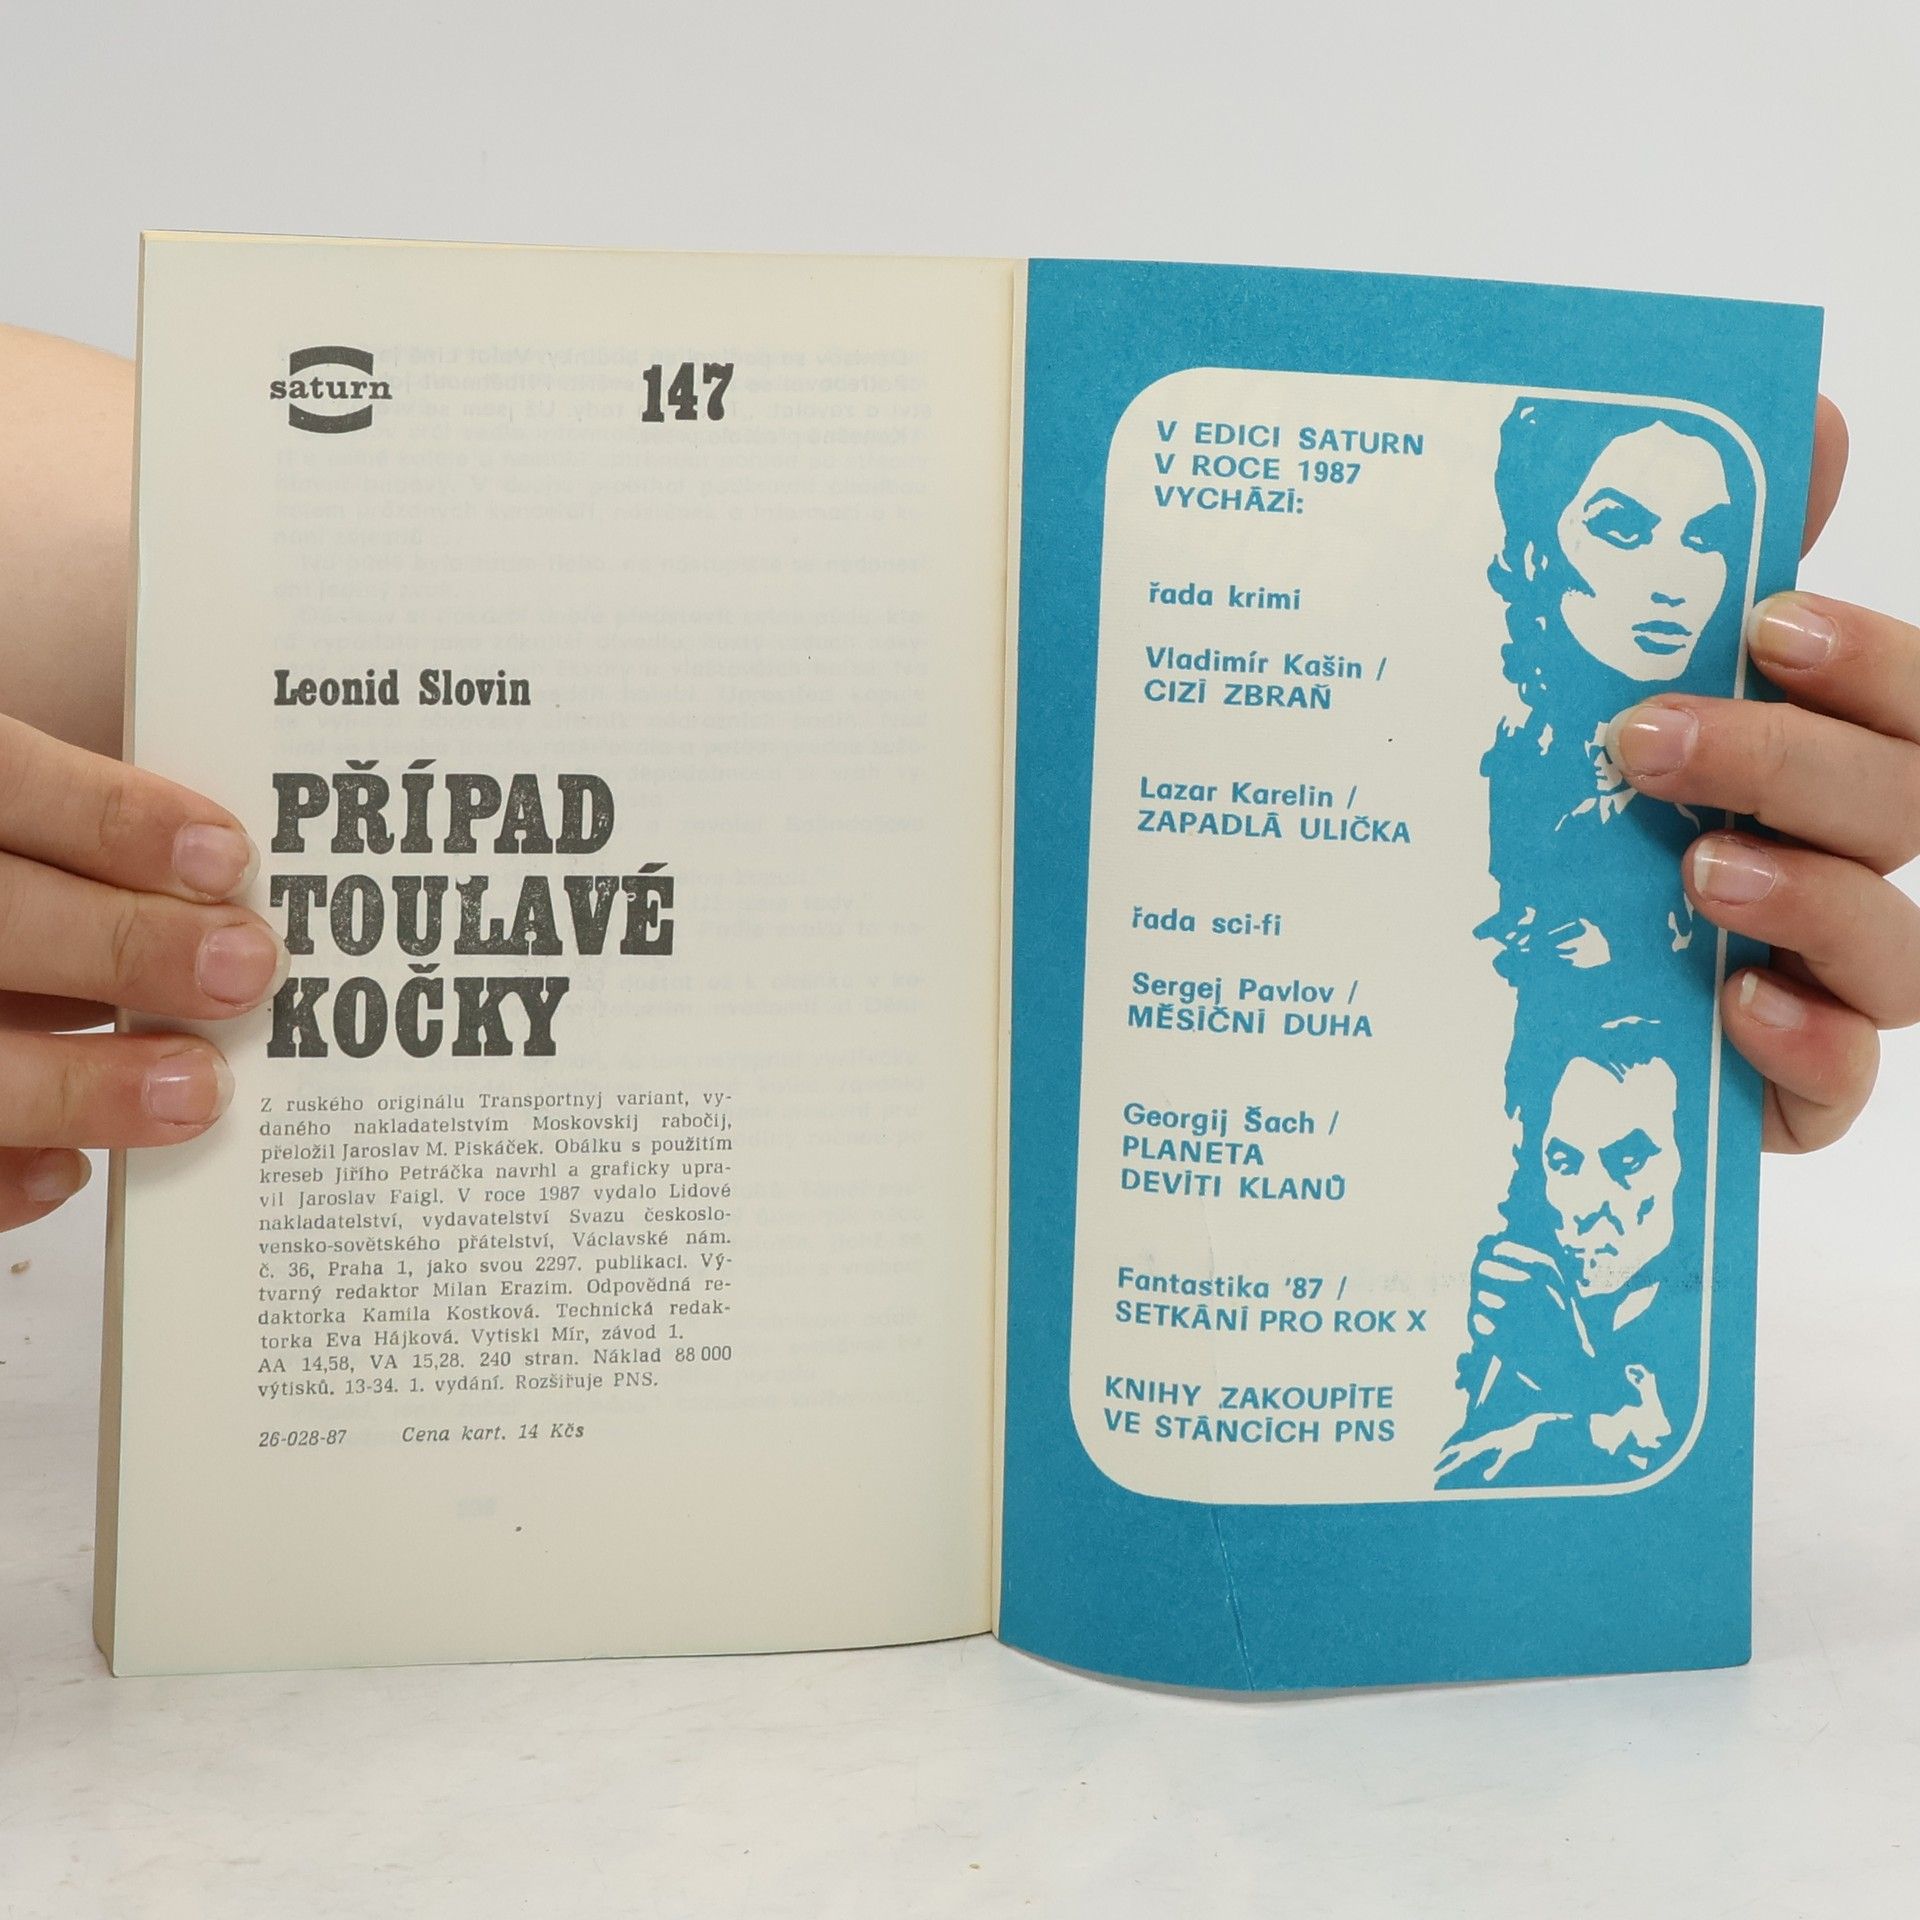 saturn
147
Leonid Slovin
PŘÍPAD
TOULAVÉ
KOČKY
Z ruského originálu Transportnyj variant, vy-
daného nakladatelstvím Moskovskij rabočij,
přeložil Jaroslav M. Piskáček. Obálku s použitím
kreseb Jiřího Petráčka navrhl a graficky upra-
vil Jaroslav Faigl. V roce 1987 vydalo Lidové
nakladatelství, vydavatelství Svazu českoslo-
vensko-sovětského přátelství, Václavské nám.
č. 36, Praha 1, jako svou 2297. publikaci. Vý-
tvarný redaktor Milan Erazím. Odpovědná re-
daktorka Kamila Kostková. Technická redak-
torka Eva Hájková. Vytiskl Mír, závod 1.
AA 14,58, VA 15,28. 240 stran. Náklad 88 000
výtisků. 13-34. 1. vydání. Rozšiřuje PNS.
26-028-87 Cena kart. 14 Kčs
V EDICI SATURN
V ROCE 1987
VYCHÁZÍ:
řada krimi
Vladimír Kašin /
CIZÍ ZBRAŇ
Lazar Karelin /
ZAPADLÁ ULIČKA
řada sci-fi
Sergej Pavlov /
MĚSÍČNÍ DUHA
Georgij Šach /
PLANETA
DEVÍTI KLANŮ
Fantastika '87 /
SETKÁNÍ PRO ROK X
KNIHY ZAKOUPÍTE
VE STÁNCÍCH PNS